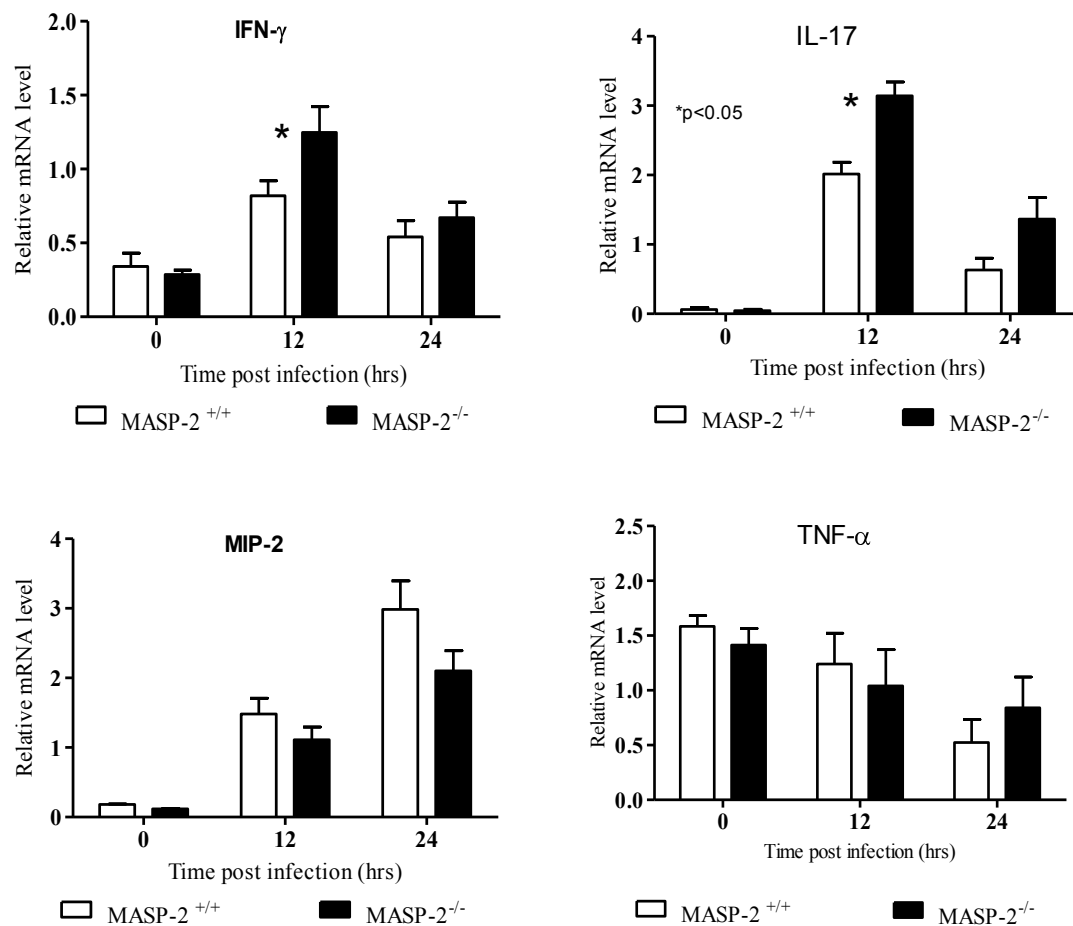 IFN-γ
Relative mRNA level
2.0
1.5
1.0
0.5
0.0
0 12 24
Time post infection (hrs)
MASP-2 +/+ MASP-2-/-
*
IL-17
Relative mRNA level
4
3
2
1
0
*p<0.05
*
0 12 24
Time post infection (hrs)
MASP-2 +/+ MASP-2-/-
MIP-2
Relative mRNA level
4
3
2
1
0
0 12 24
Time post infection (hrs)
MASP-2 +/+ MASP-2-/-
TNF-α
Relative mRNA level
2.5
2.0
1.5
1.0
0.5
0.0
0 12 24
Time post infection (hrs)
MASP-2 +/+ MASP-2-/-